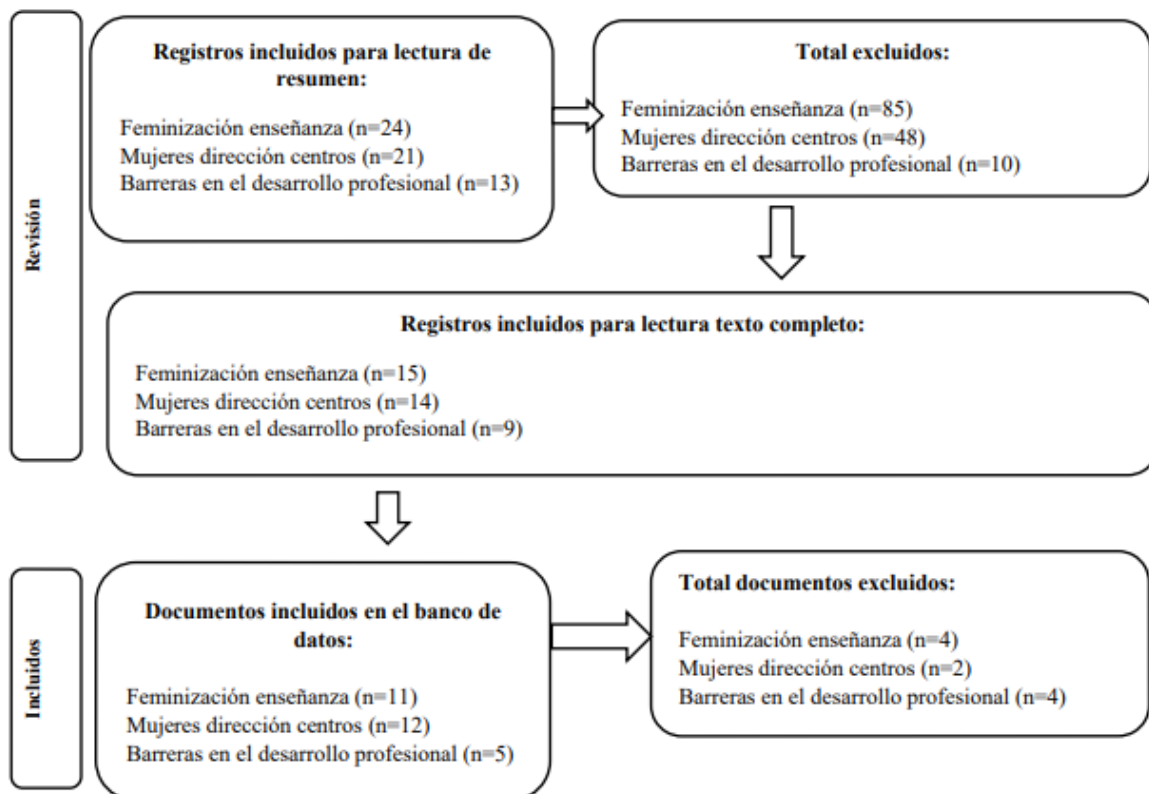 Revisión
Registros incluidos para lectura de
resumen:
Feminización enseñanza (n=24)
Mujeres dirección centros (n=21)
Barreras en el desarrollo profesional (n=13)
Total excluidos:
Feminización enseñanza (n=85)
Mujeres dirección centros (n=48)
Barreras en el desarrollo profesional (n=10)
Registros incluidos para lectura texto completo:
Feminización enseñanza (n=15)
Mujeres dirección centros (n=14)
Barreras en el desarrollo profesional (n=9)
Incluidos
Documentos incluidos en el banco de
datos:
Feminización enseñanza (n=11)
Mujeres dirección centros (n=12)
Barreras en el desarrollo profesional (n=5)
Total documentos excluidos:
Feminización enseñanza (n=4)
Mujeres dirección centros (n=2)
Barreras en el desarrollo profesional (n=4)